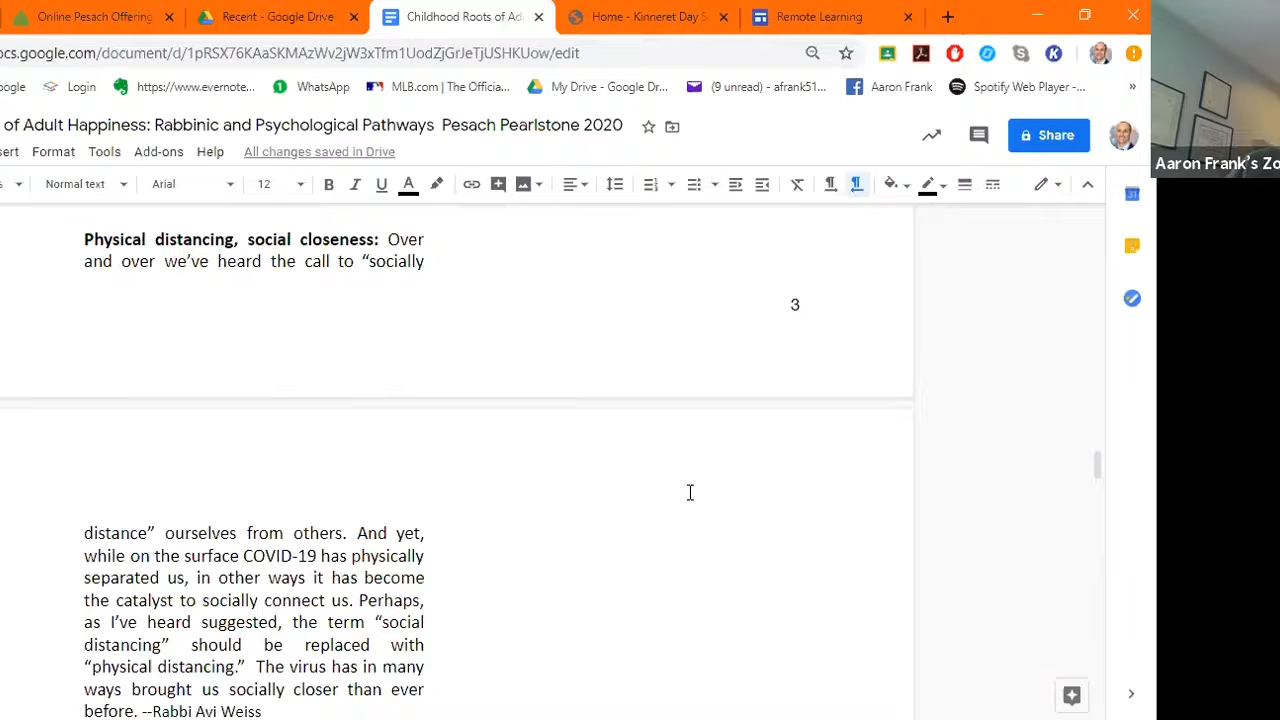 Online Pesach Offering
Recent - Google Drive
Childhood Roots of Ad
Home - Kinneret Day S
Remote Learning
ocs.google.com/document/d/1pRSX76KAaSKMAzWv2jW3xTfm1UodZjGrJeTjUSHKUow/edit
oogle
Login
http://www.evernote...
WhatsApp
MLB.com | The Officia...
My Drive - Google Dr...
(9 unread) - afrank51...
Aaron Frank
Spotify Web Player -...
of Adult Happiness: Rabbinic and Psychological Pathways Pesach Pearlstone 2020
Share
sert
Format
Tools
Add-ons
Help
All changes saved in Drive
Aaron Frank's Zo
%
Normal text
Arial
12
B
I
U
A
Physical distancing, social closeness: Over
and over we've heard the call to “socially
3
distance” ourselves from others. And yet,
while on the surface COVID-19 has physically
separated us, in other ways it has become
the catalyst to socially connect us. Perhaps,
as I've heard suggested, the term “social
distancing” should be replaced with
“physical distancing.” The virus has in many
ways brought us socially closer than ever
before. --Rabbi Avi Weiss